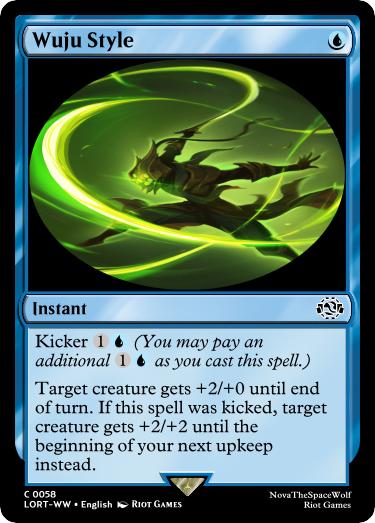 Wuju Style
Instant
Kicker 1 (You may pay an
additional 1 as you cast this spell.)
Target creature gets +2/+0 until end
of turn. If this spell was kicked, target
creature gets +2/+2 until the
beginning of your next upkeep
instead.
C 0058
LORT-WW • English Riot Games
NovaTheSpaceWolf
Riot Games